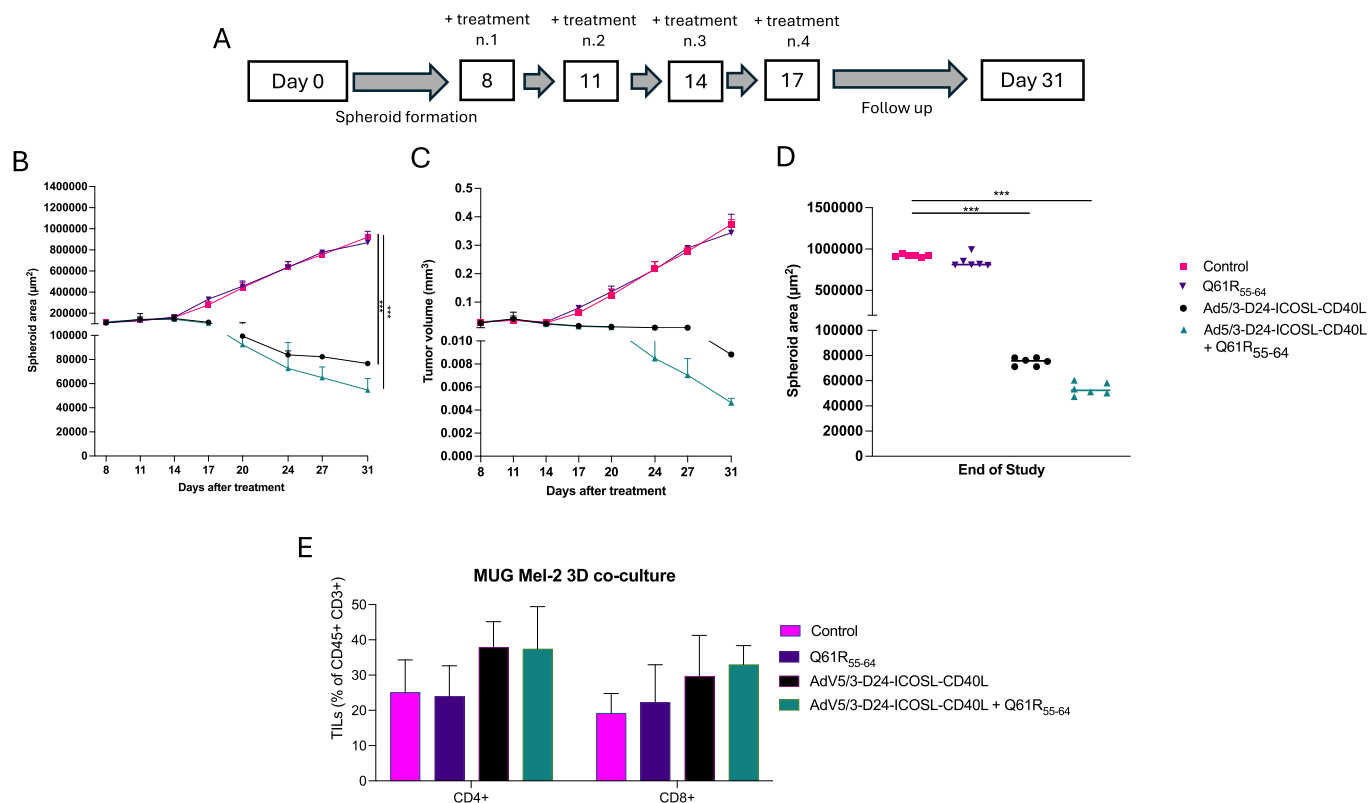 A
+ treatment
n.1
+ treatment
n.2
+ treatment
n.3
+ treatment
n.4
Day 0
8
11
14
17
Day 31
Spheroid formation
Follow up
B
Spheroid area (µm²)
1400000
1200000
1000000
800000
600000
400000
200000
100000
80000
60000
40000
20000
0
8 11 14 17 20 24 27 31
Days after treatment
***
***
C
Tumor volume (mm³)
0.5
0.4
0.3
0.2
0.1
0.010
0.008
0.006
0.004
0.002
0.000
8 11 14 17 20 24 27 31
Days after treatment
D
Spheroid area (µm²)
1500000
1000000
500000
100000
80000
60000
40000
20000
0
***
***
End of Study
Control
Q61R55-64
Ad5/3-D24-ICOSL-CD40L
Ad5/3-D24-ICOSL-CD40L
+ Q61R55-64
E
MUG Mel-2 3D co-culture
TILs (% of CD45+ CD3+)
50
40
30
20
10
0
CD4+ CD8+
Control
Q61R55-64
AdV5/3-D24-ICOSL-CD40L
AdV5/3-D24-ICOSL-CD40L + Q61R55-64